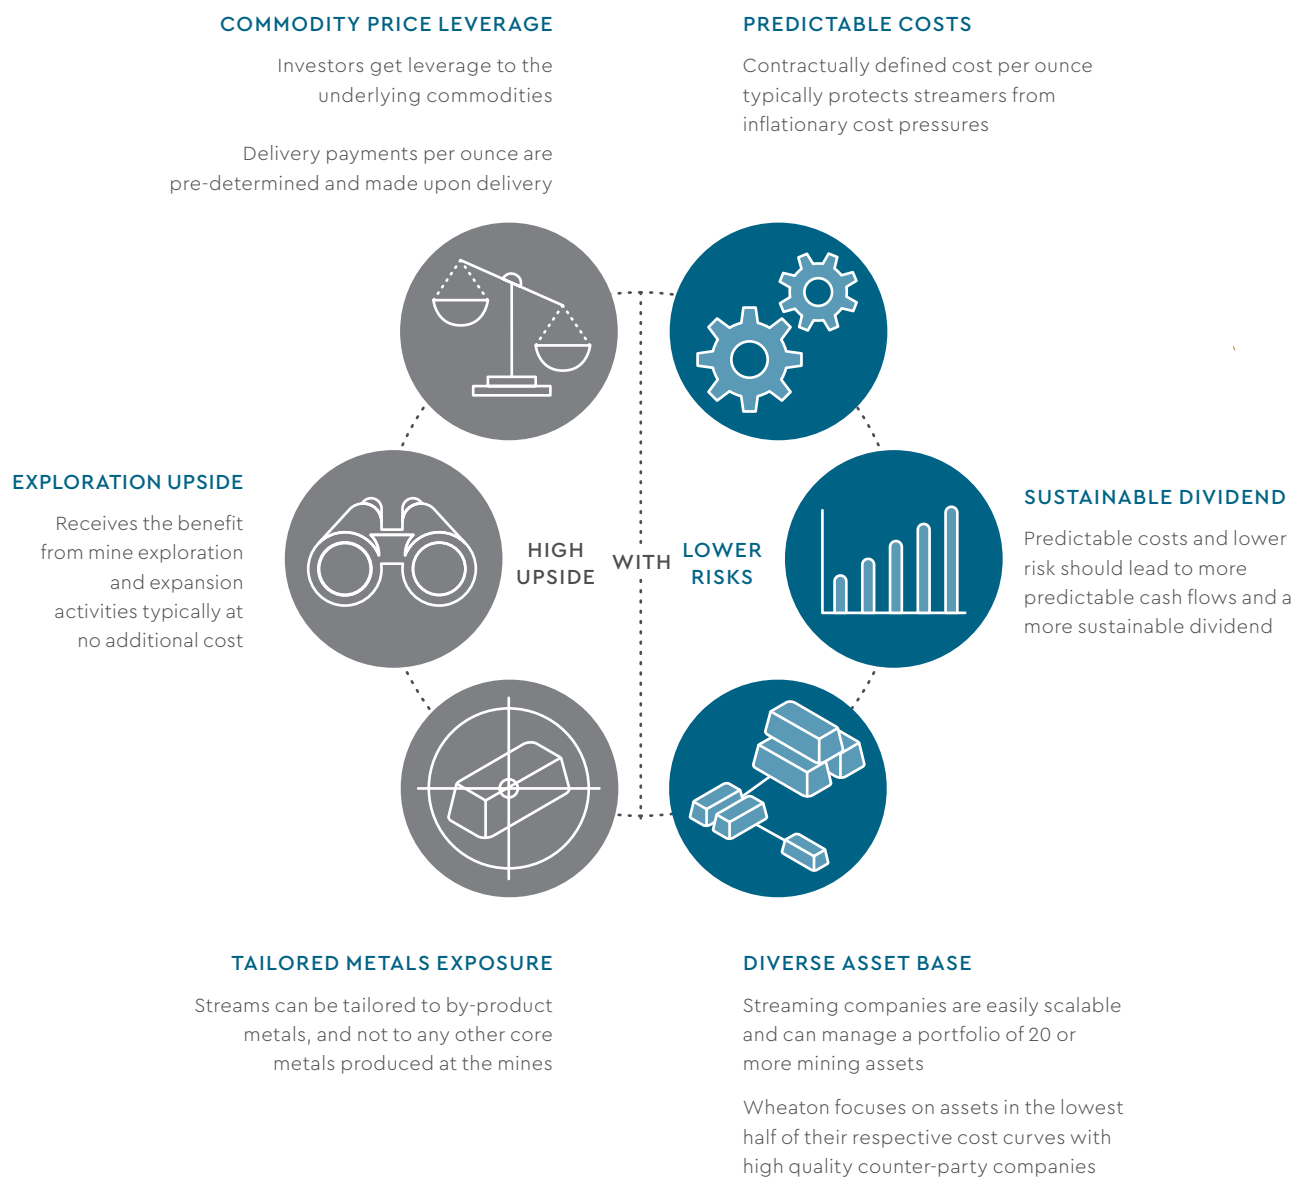 COMMODITY PRICE LEVERAGE
Investors get leverage to the
underlying commodities
Delivery payments per ounce are
pre-determined and made upon delivery
PREDICTABLE COSTS
Contractually defined cost per ounce
typically protects streamers from
inflationary cost pressures
EXPLORATION UPSIDE
Receives the benefit
from mine exploration
and expansion
activities typically at
no additional cost
HIGH
UPSIDE
WITH
LOWER
RISKS
SUSTAINABLE DIVIDEND
Predictable costs and lower
risk should lead to more
predictable cash flows and a
more sustainable dividend
TAILORED METALS EXPOSURE
Streams can be tailored to by-product
metals, and not to any other core
metals produced at the mines
DIVERSE ASSET BASE
Streaming companies are easily scalable
and can manage a portfolio of 20 or
more mining assets
Wheaton focuses on assets in the lowest
half of their respective cost curves with
high quality counter-party companies